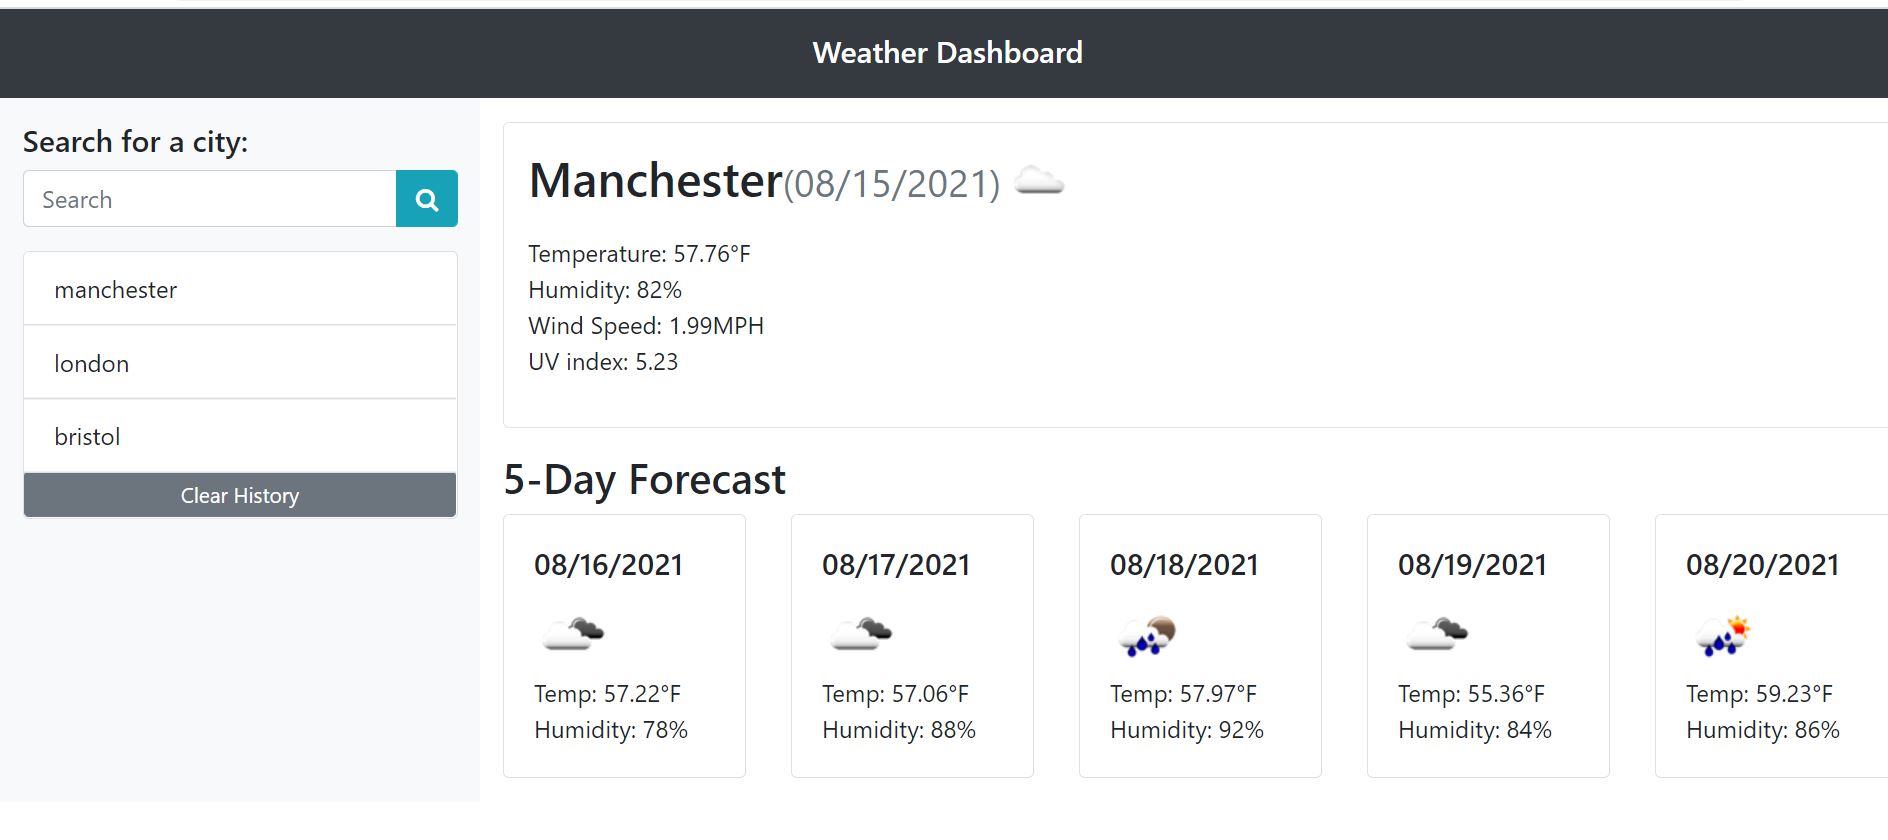 Weather Dashboard
Search for a city:
Search
manchester
london
bristol
Clear History
Manchester(08/15/2021)
Temperature: 57.76°F
Humidity: 82%
Wind Speed: 1.99MPH
UV index: 5.23
5-Day Forecast
08/16/2021
Temp: 57.22°F
Humidity: 78%
08/17/2021
Temp: 57.06°F
Humidity: 88%
08/18/2021
Temp: 57.97°F
Humidity: 92%
08/19/2021
Temp: 55.36°F
Humidity: 84%
08/20/2021
Temp: 59.23°F
Humidity: 86%